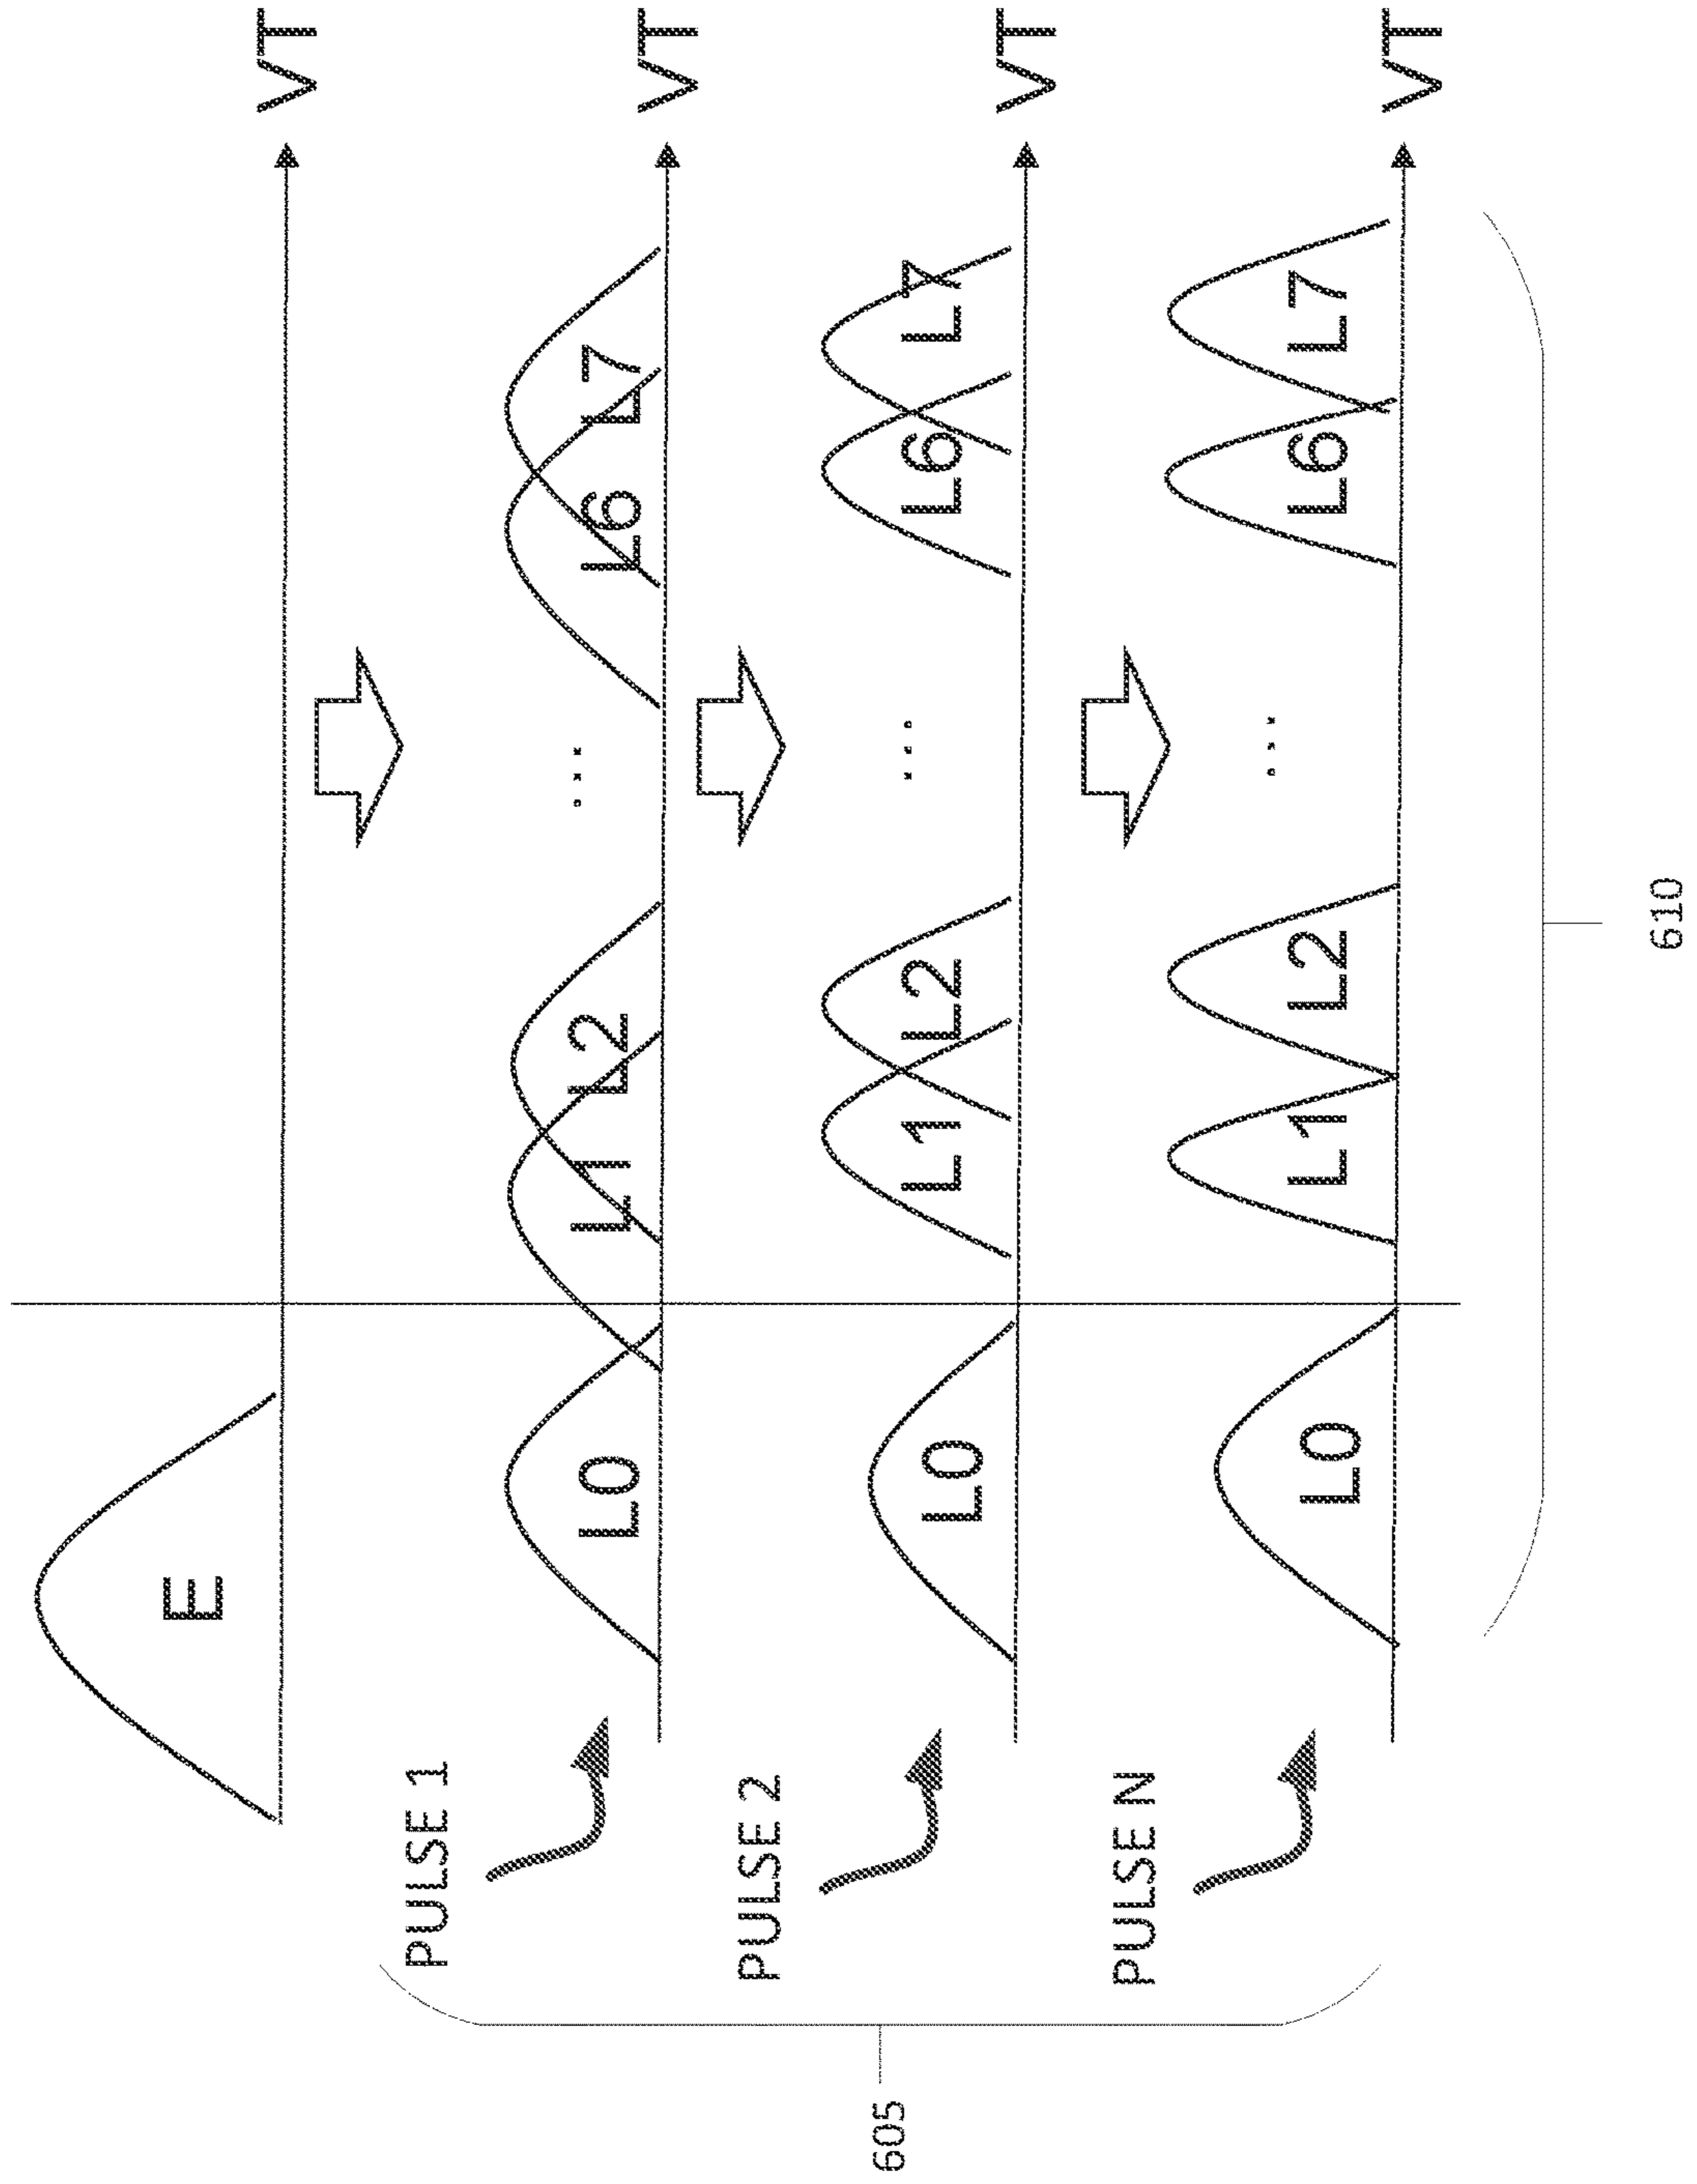 E
VT
PULSE 1
L0 L1 L2 ... L6 L7
VT
PULSE 2
L0 L1 L2 ... L6 L7
VT
PULSE N
L0 L1 L2 ... L6 L7
VT
605
610